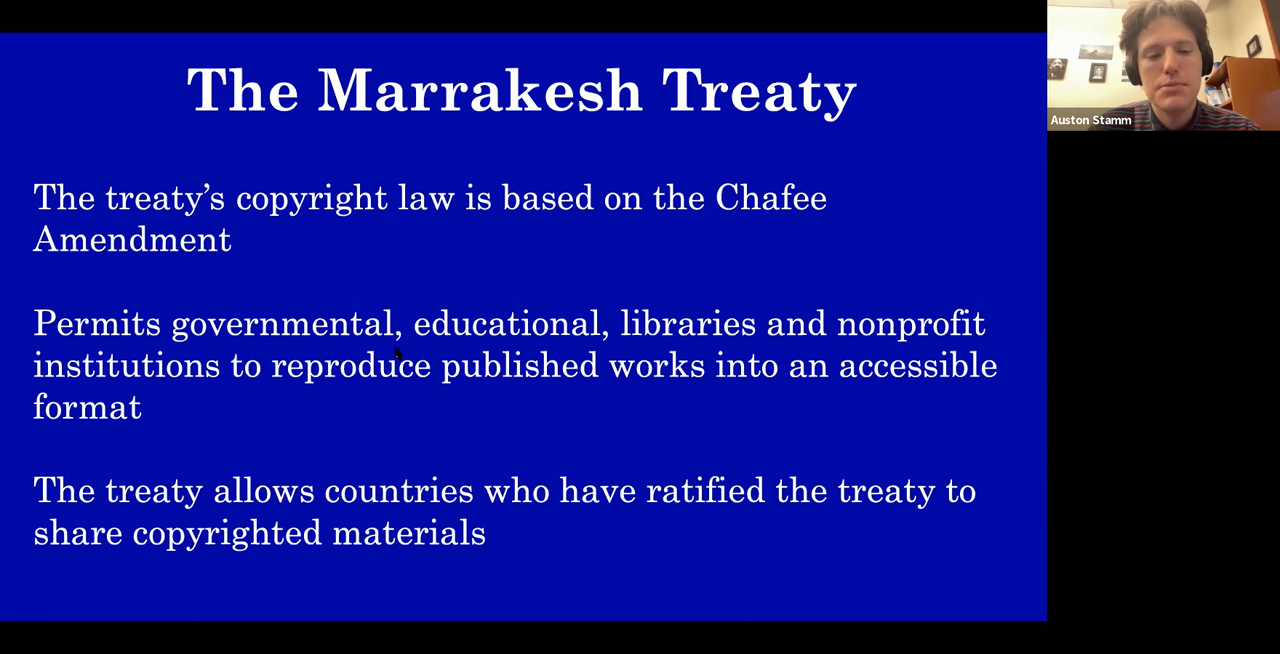 The Marrakesh Treaty
The treaty’s copyright law is based on the Chafee
Amendment
Permits governmental, educational, libraries and nonprofit
institutions to reproduce published works into an accessible
format
The treaty allows countries who have ratified the treaty to
share copyrighted materials
Auston Stamm